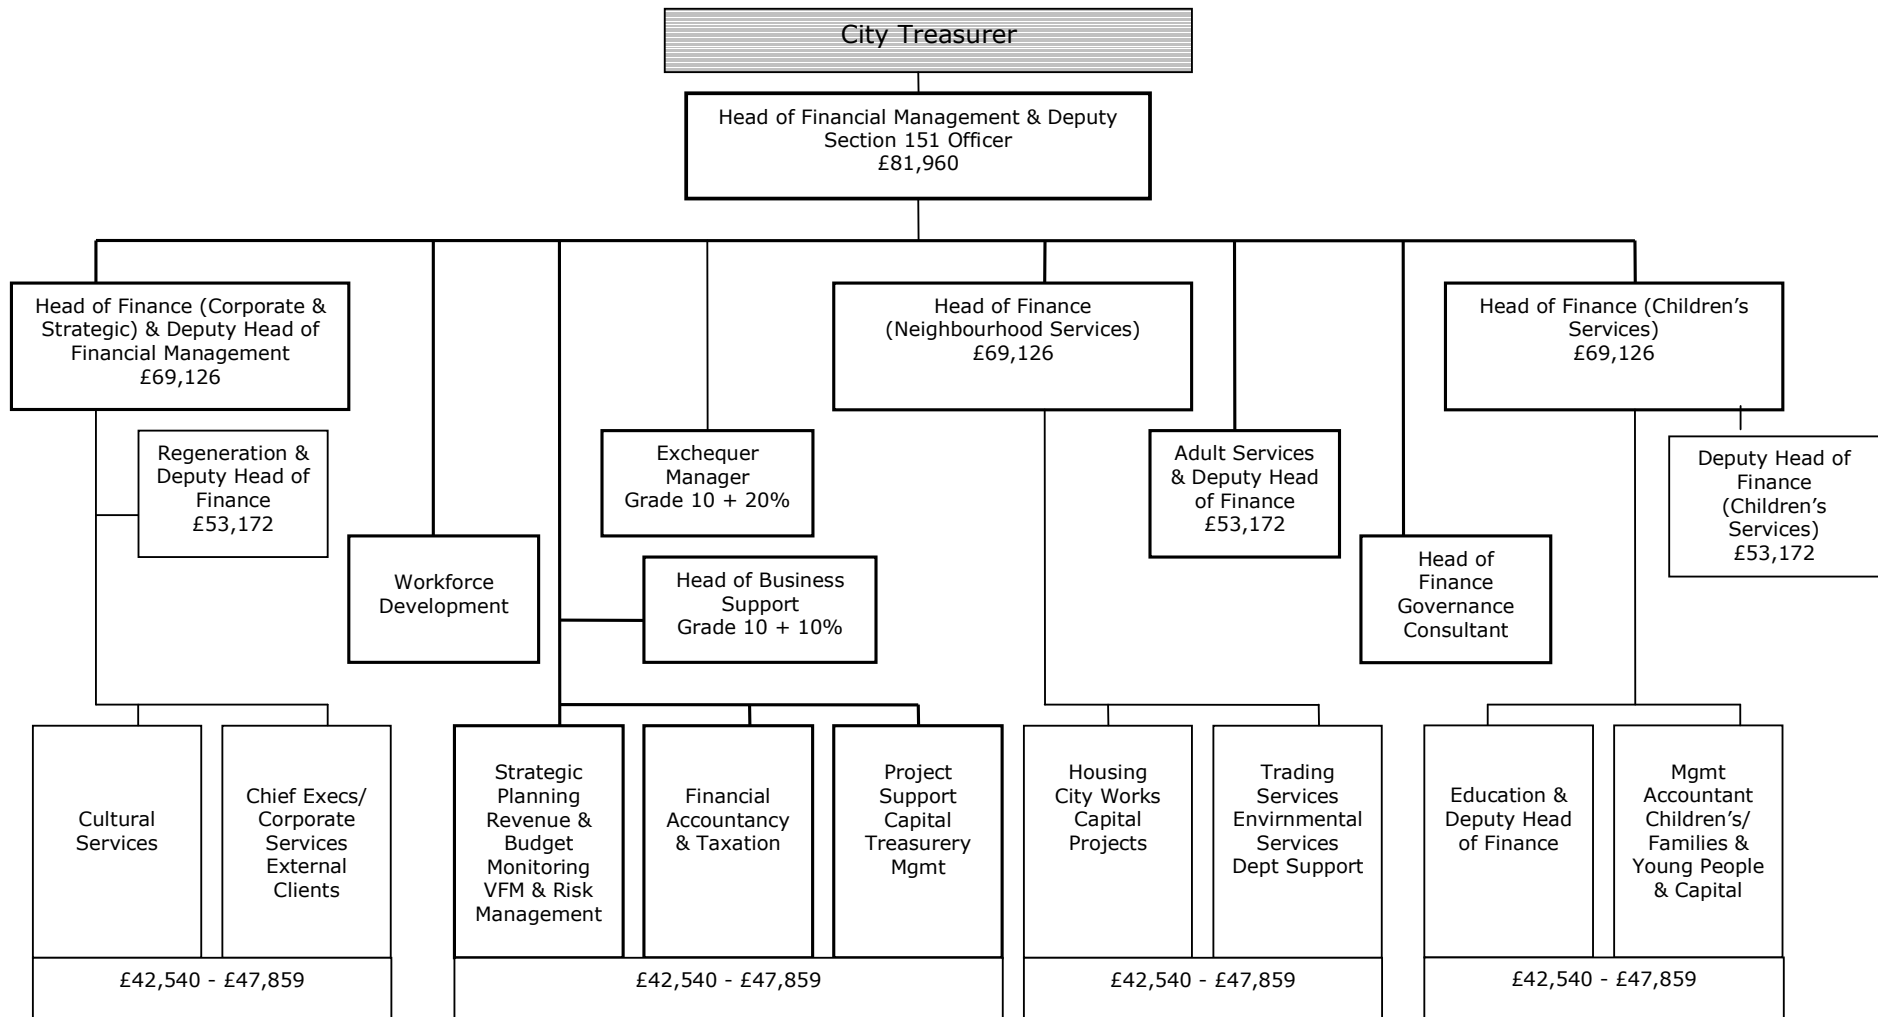 City Treasurer
Head of Financial Management & Deputy
Section 151 Officer
£81,960
Head of Finance (Corporate &
Strategic) & Deputy Head of
Financial Management
£69,126
Head of Finance
(Neighbourhood Services)
£69,126
Head of Finance (Children’s
Services)
£69,126
Regeneration &
Deputy Head of
Finance
£53,172
Exchequer
Manager
Grade 10 + 20%
Adult Services
& Deputy Head
of Finance
£53,172
Deputy Head of
Finance
(Children’s
Services)
£53,172
Workforce
Development
Head of Business
Support
Grade 10 + 10%
Head of
Finance
Governance
Consultant
Cultural
Services
Chief Execs/
Corporate
Services
External
Clients
Strategic
Planning
Revenue &
Budget
Monitoring
VFM & Risk
Management
Financial
Accountancy
& Taxation
Project
Support
Capital
Treasurery
Mgmt
Housing
City Works
Capital
Projects
Trading
Services
Envirnmental
Services
Dept Support
Education &
Deputy Head
of Finance
Mgmt
Accountant
Children’s/
Families &
Young People
& Capital
£42,540 - £47,859
£42,540 - £47,859
£42,540 - £47,859
£42,540 - £47,859